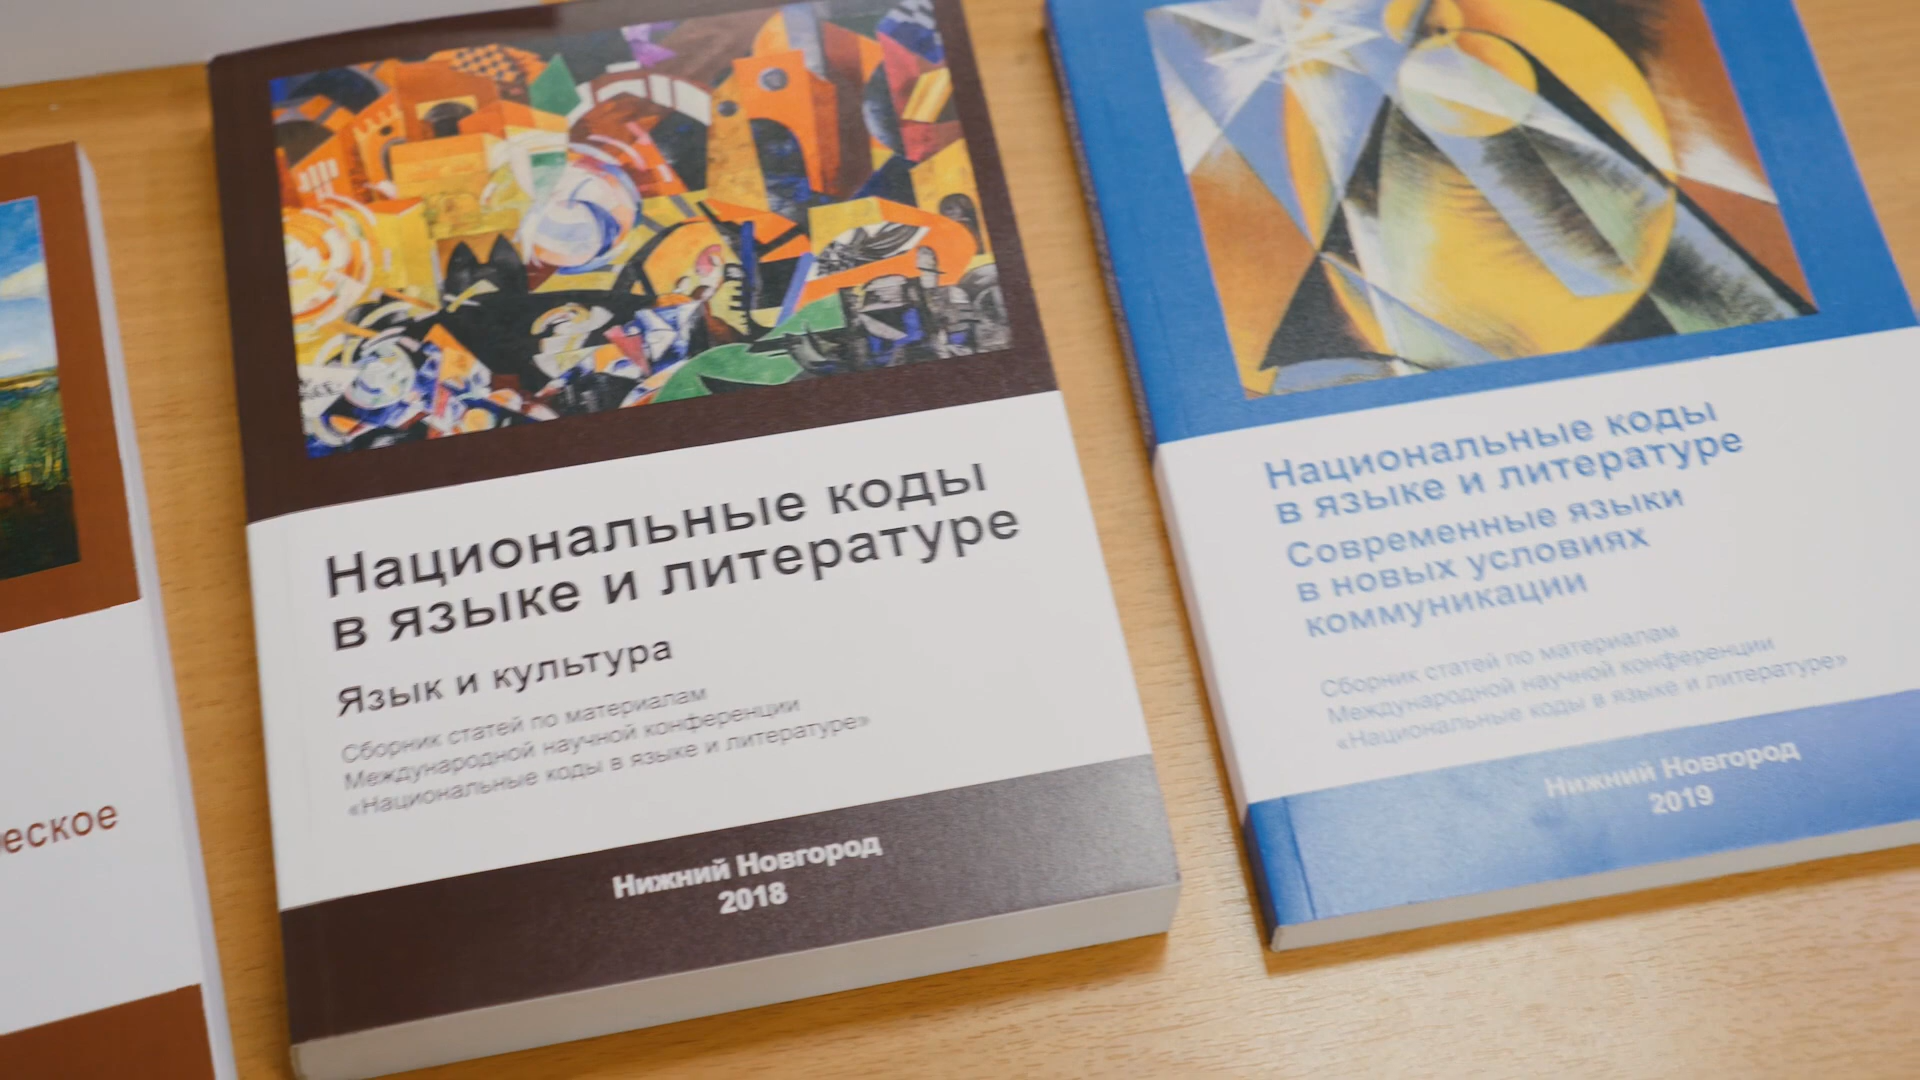 еское
Национальные коды
в языке и литературе
Язык и культура
Сборник статей по материалам
Международной научной конференции
«Национальные коды в языке и литературе»
Нижний Новгород
2018
Национальные коды
в языке и литературе
Современные языки
в новых условиях
коммуникации
Сборник статей по материалам
Международной научной конференции
«Национальные коды в языке и литературе»
Нижний Новгород
2019